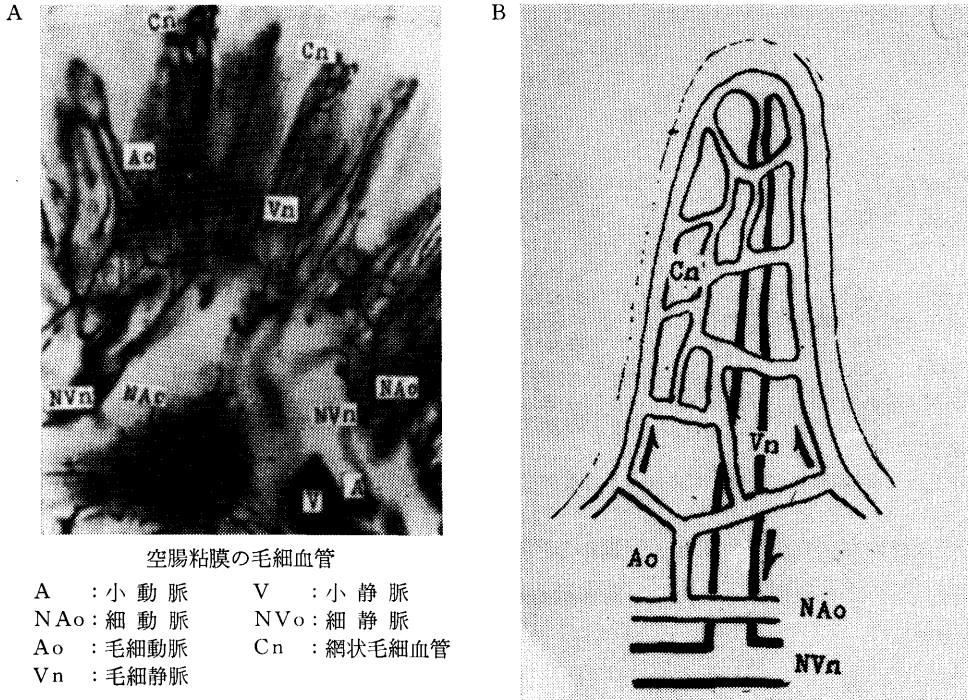 A
Cn
Cn
Ao
Vn
NVn
NAo
NVn
NAo
V
A
空腸粘膜の毛細血管
A :小動脈 V :小静脈
NAo:細動脈 NVo:細静脈
Ao :毛細動脈 Cn :網状毛細血管
Vn :毛細静脈
B
Cn
Vn
Ao
NAo
NVn